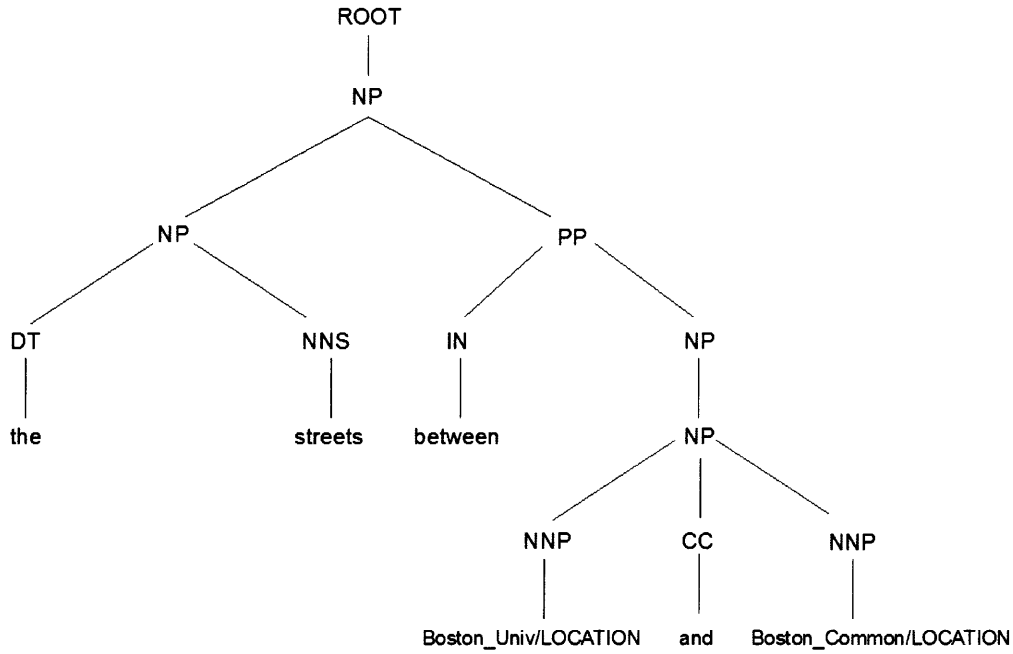 ROOT
NP
NP PP
DT NNS IN NP
the streets between NP
NNP CC NNP
Boston_Univ/LOCATION and Boston_Common/LOCATION